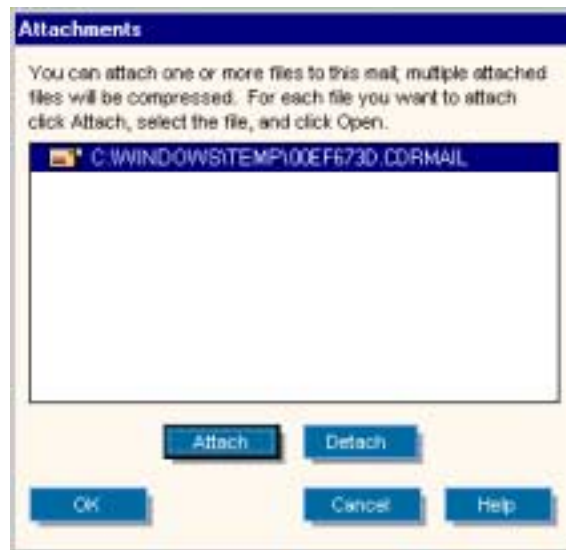 Attachments
You can attach one or more files to this mail; multiple attached
files will be compressed. For each file you want to attach
click Attach, select the file, and click Open.
C:\WINDOWS\TEMP\00EF673D.CDRMAIL
Attach Detach
OK Cancel Help